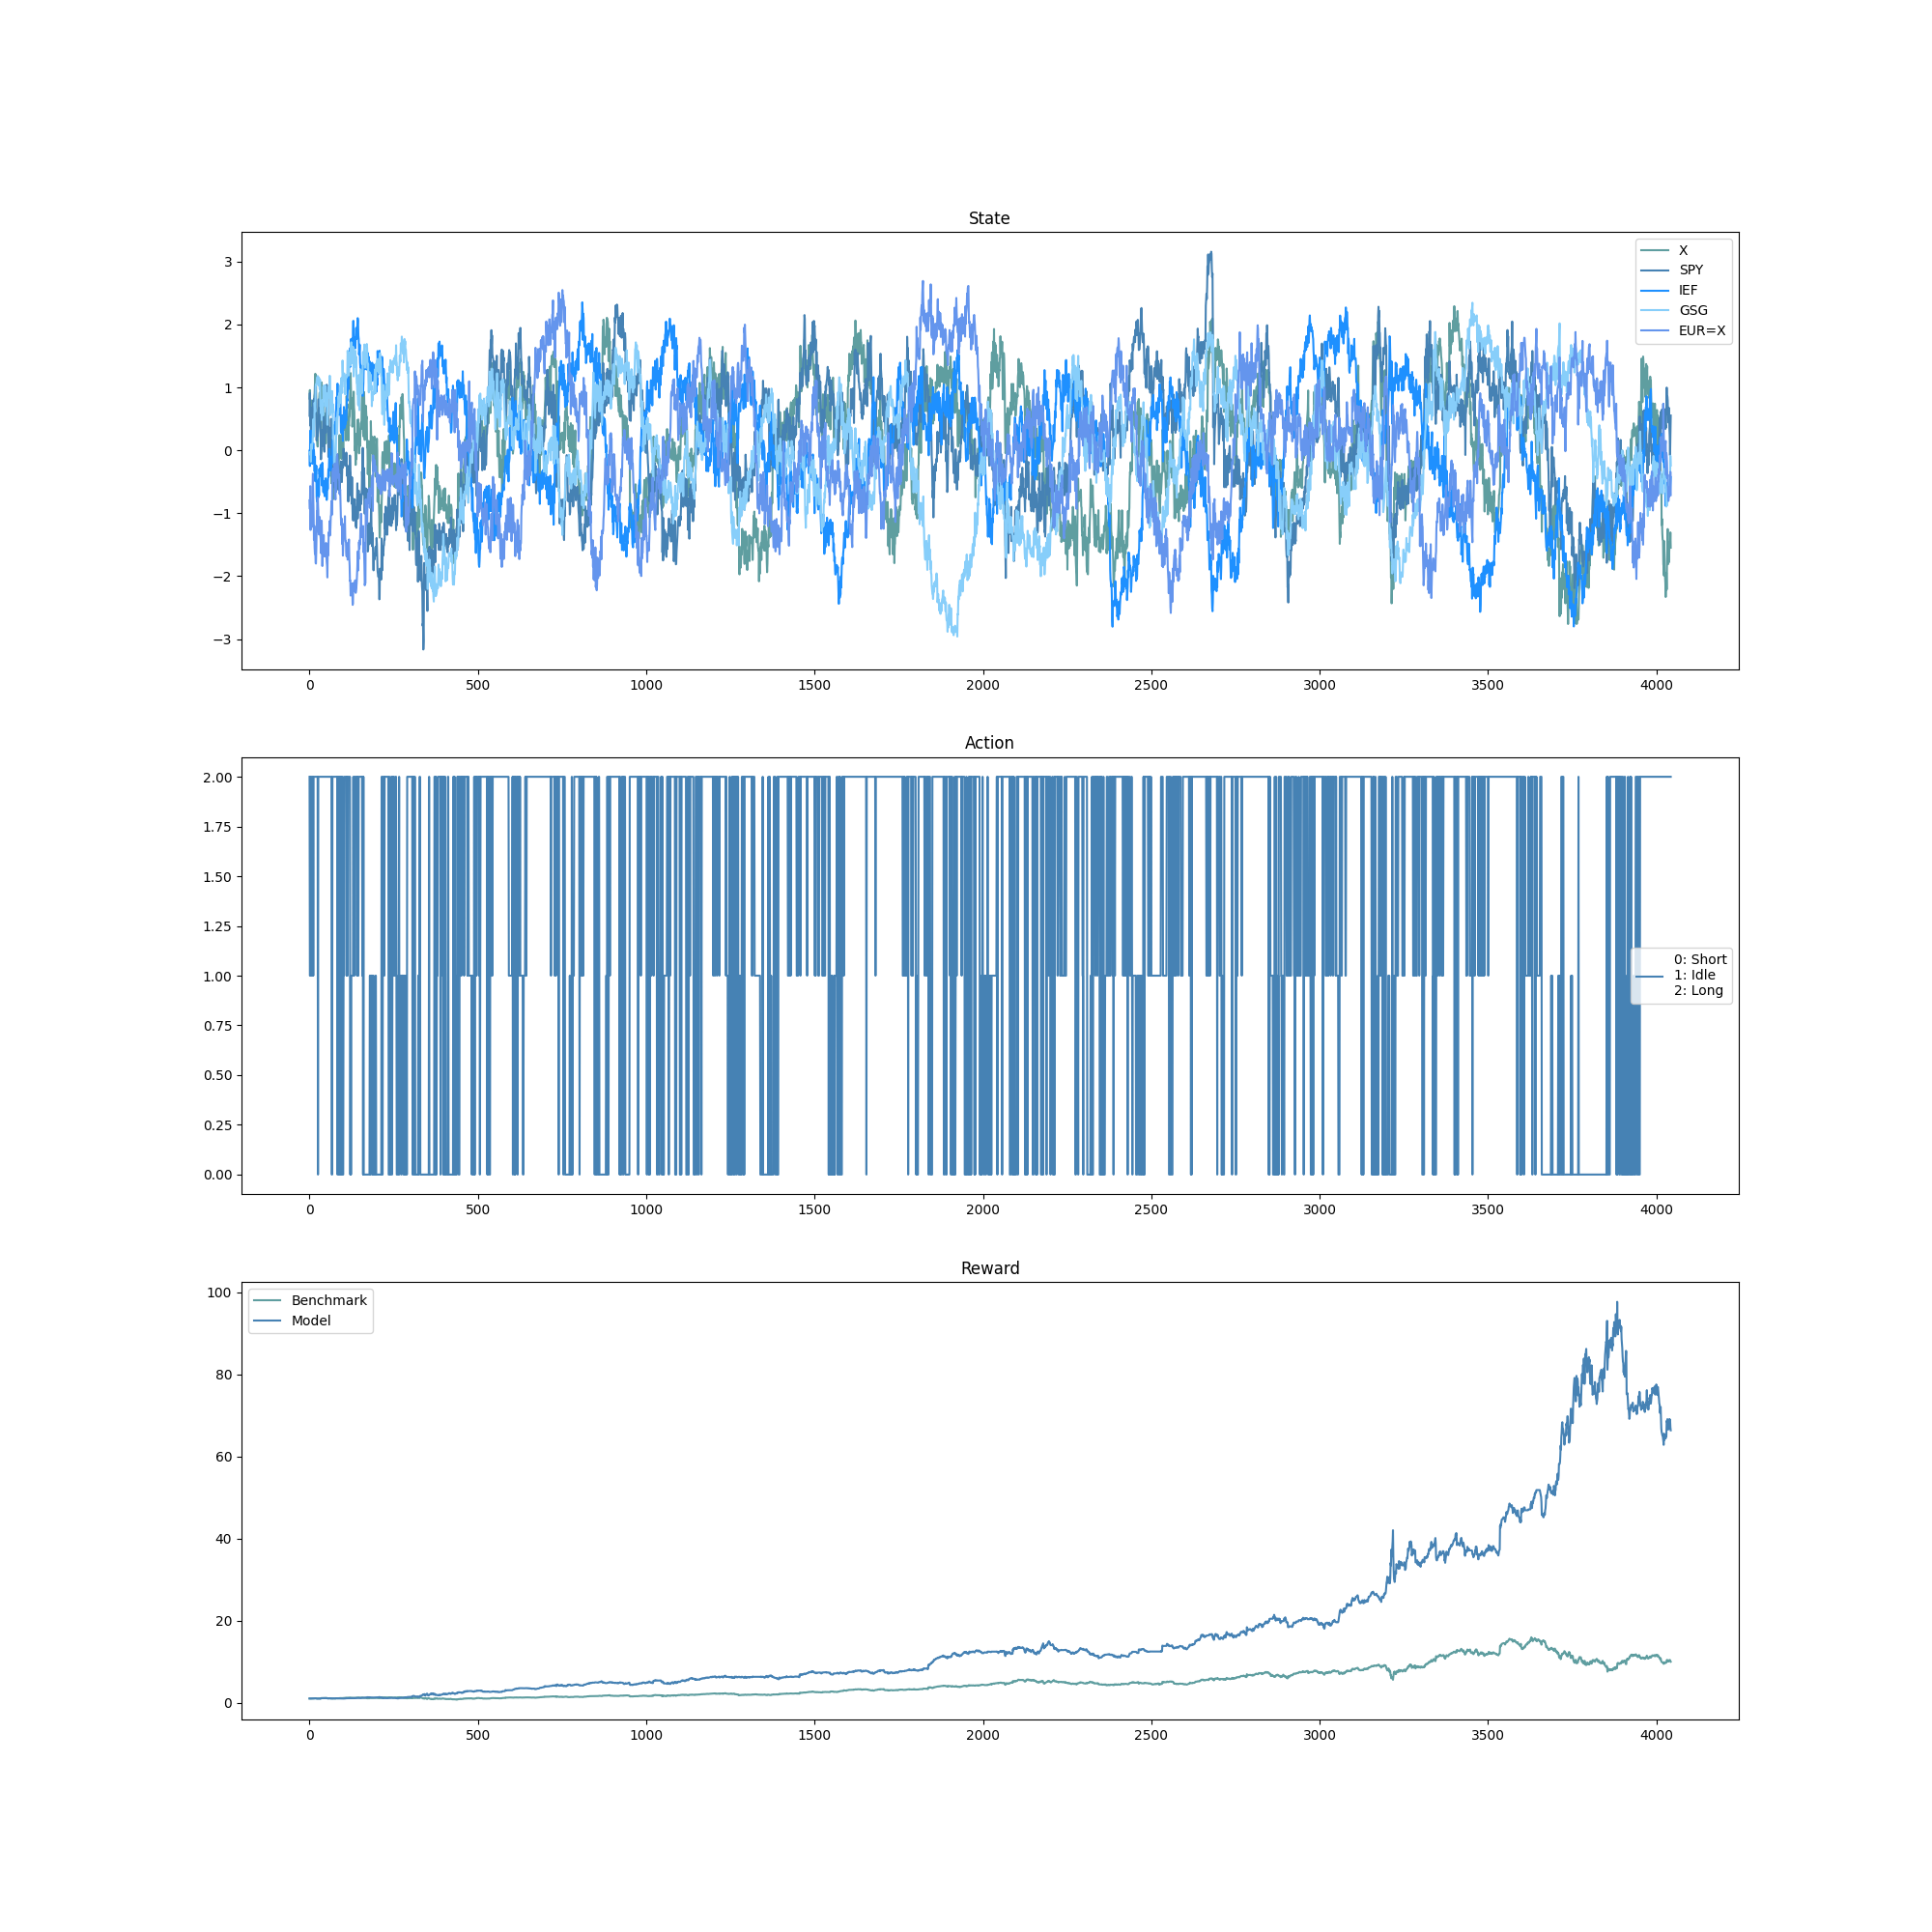 State
3
2
1
0
−1
−2
−3
X
SPY
IEF
GSG
EUR=X
0 500 1000 1500 2000 2500 3000 3500 4000
Action
2.00
1.75
1.50
1.25
1.00
0.75
0.50
0.25
0.00
0: Short
1: Idle
2: Long
0 500 1000 1500 2000 2500 3000 3500 4000
Reward
100
80
60
40
20
0
Benchmark
Model
0 500 1000 1500 2000 2500 3000 3500 4000